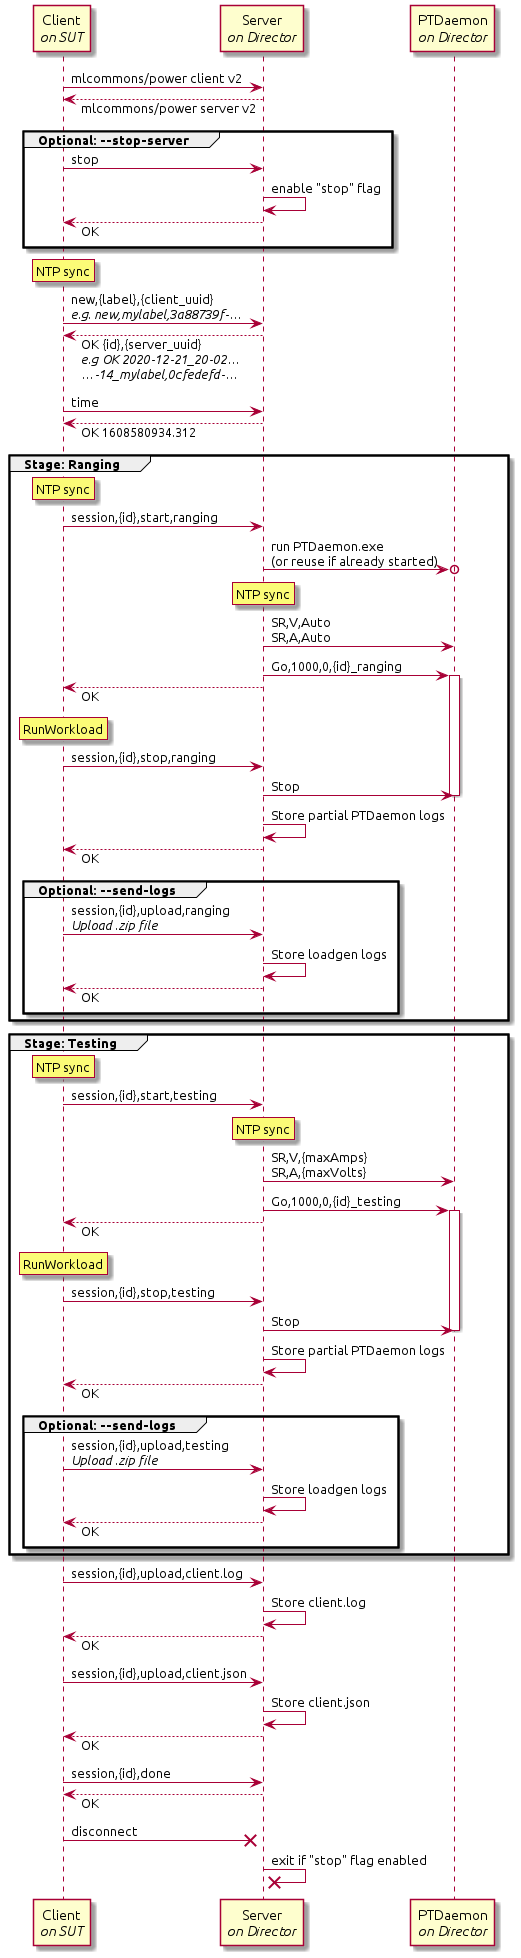 Client
on SUT
Server
on Director
PTDaemon
on Director
mlcommons/power client v2
mlcommons/power server v2
Optional: --stop-server
stop
enable "stop" flag
OK
NTP sync
new,{label},{client_uuid}
e.g. new,mylabel,3a88739f-...
OK {id},{server_uuid}
e.g OK 2020-12-21_20-02...
...-14_mylabel,0cfedefd-...
time
OK 1608580934.312
Stage: Ranging
NTP sync
session,{id},start,ranging
run PTDaemon.exe
(or reuse if already started)
NTP sync
SR,V,Auto
SR,A,Auto
Go,1000,0,{id}_ranging
OK
RunWorkload
session,{id},stop,ranging
Stop
Store partial PTDaemon logs
OK
Optional: --send-logs
session,{id},upload,ranging
Upload .zip file
Store loadgen logs
OK
Stage: Testing
NTP sync
session,{id},start,testing
NTP sync
SR,V,{maxAmps}
SR,A,{maxVolts}
Go,1000,0,{id}_testing
OK
RunWorkload
session,{id},stop,testing
Stop
Store partial PTDaemon logs
OK
Optional: --send-logs
session,{id},upload,testing
Upload .zip file
Store loadgen logs
OK
session,{id},upload,client.log
Store client.log
OK
session,{id},upload,client.json
Store client.json
OK
session,{id},done
OK
disconnect
exit if "stop" flag enabled
Client
on SUT
Server
on Director
PTDaemon
on Director